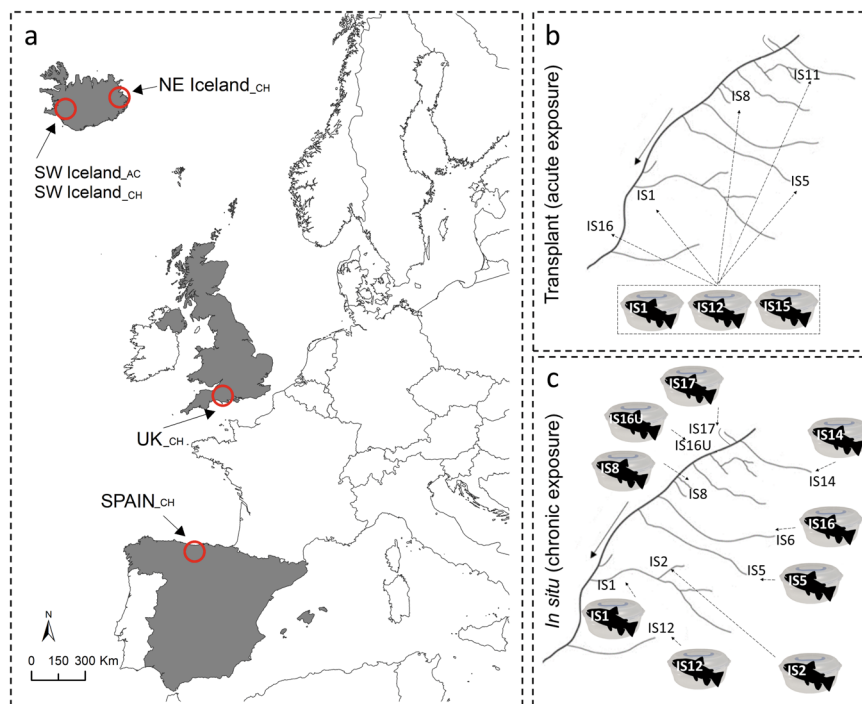 a
NE Iceland_CH
SW Iceland_AC
SW Iceland_CH
UK_CH
SPAIN_CH
N
0 150 300 Km
b
Transplant (acute exposure)
IS11
IS8
IS5
IS1
IS16
IS1 IS12 IS15
c
In situ (chronic exposure)
IS17
IS16U
IS17
IS16U
IS14
IS8
IS14
IS8
IS16
IS6
IS2
IS5
IS5
IS1
IS1
IS12
IS12
IS2